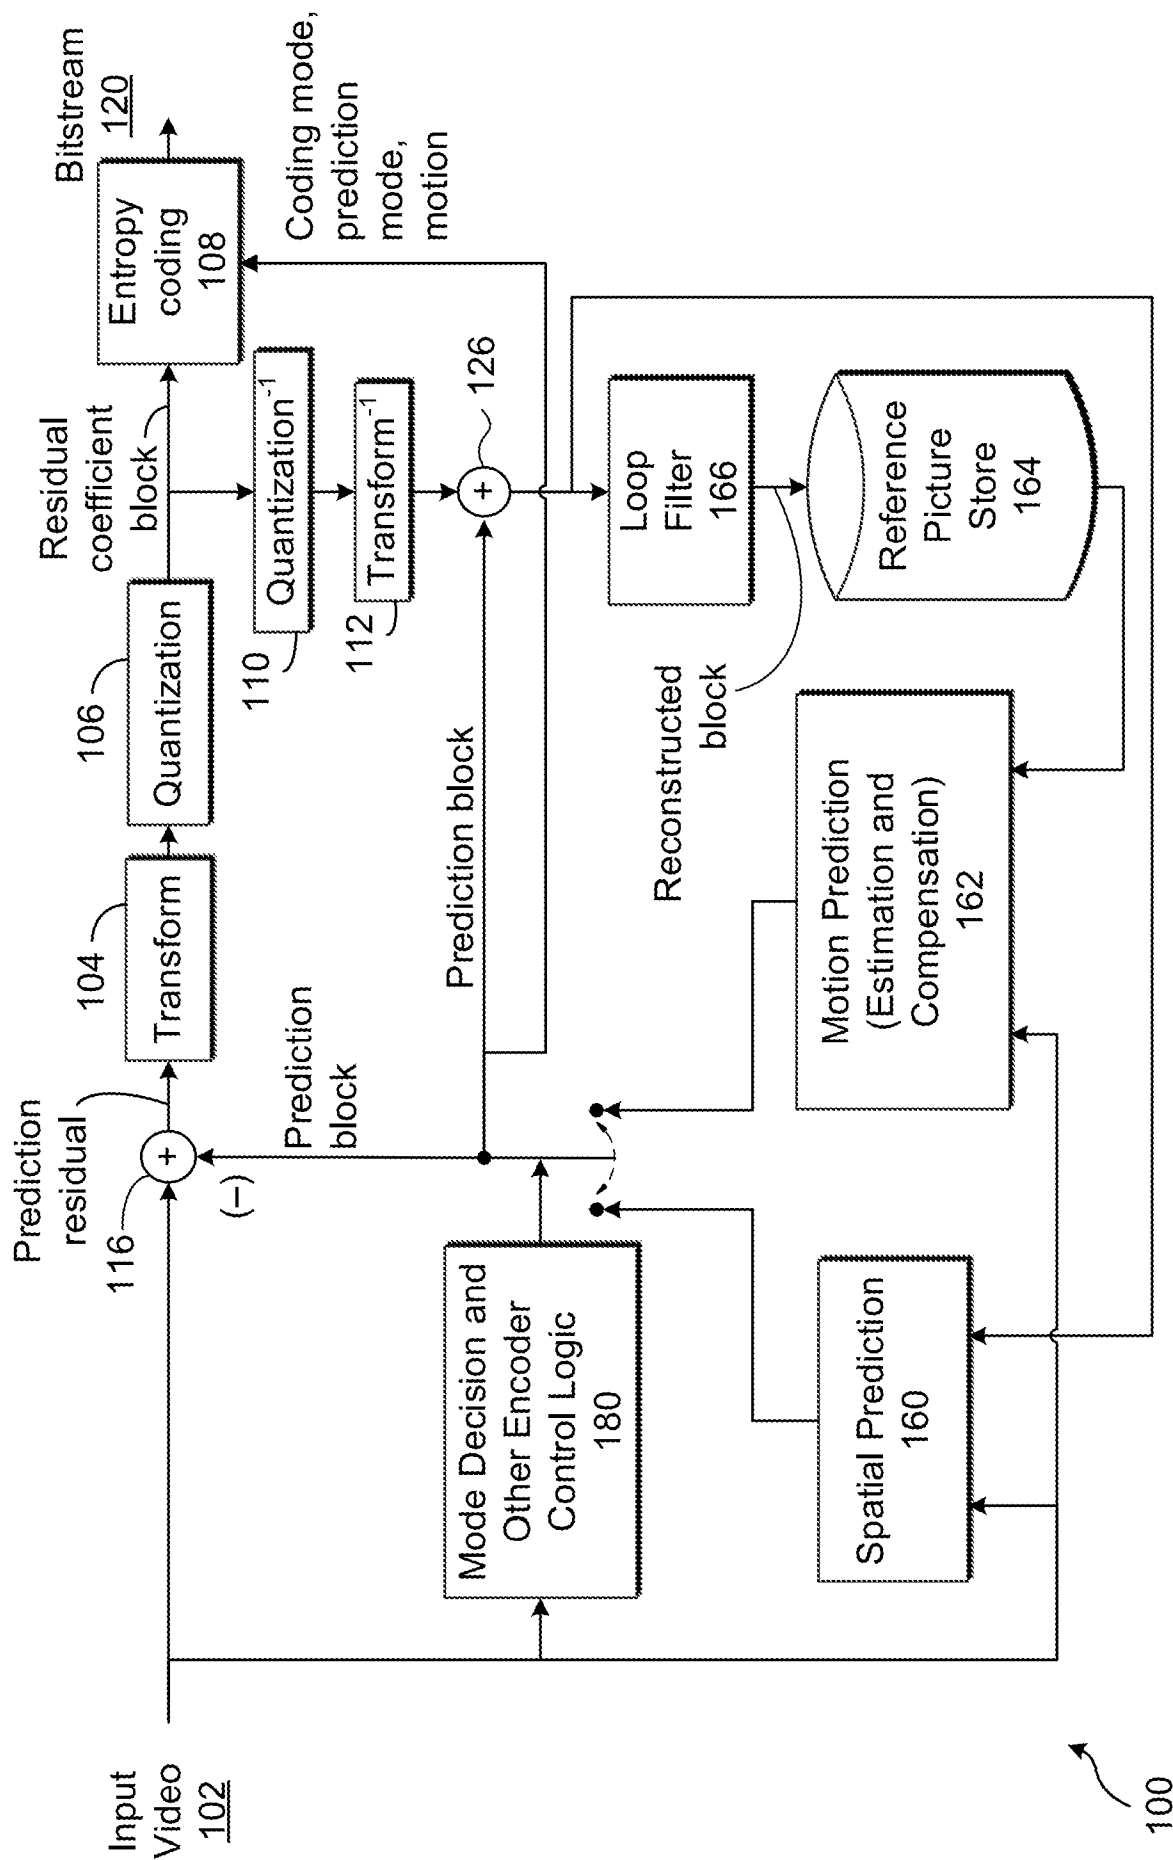 Input
Video
102
Prediction
residual
116
(–)
Transform
104
Quantization
106
Residual
coefficient
block
Entropy
coding
108
Bitstream
120
Coding mode,
prediction
mode,
motion
Quantization-1
110
Transform-1
112
126
Prediction
block
Prediction block
Mode Decision and
Other Encoder
Control Logic
180
Loop
Filter
166
Reconstructed
block
Reference
Picture
Store
164
Motion Prediction
(Estimation and
Compensation)
162
Spatial Prediction
160
100
+
+